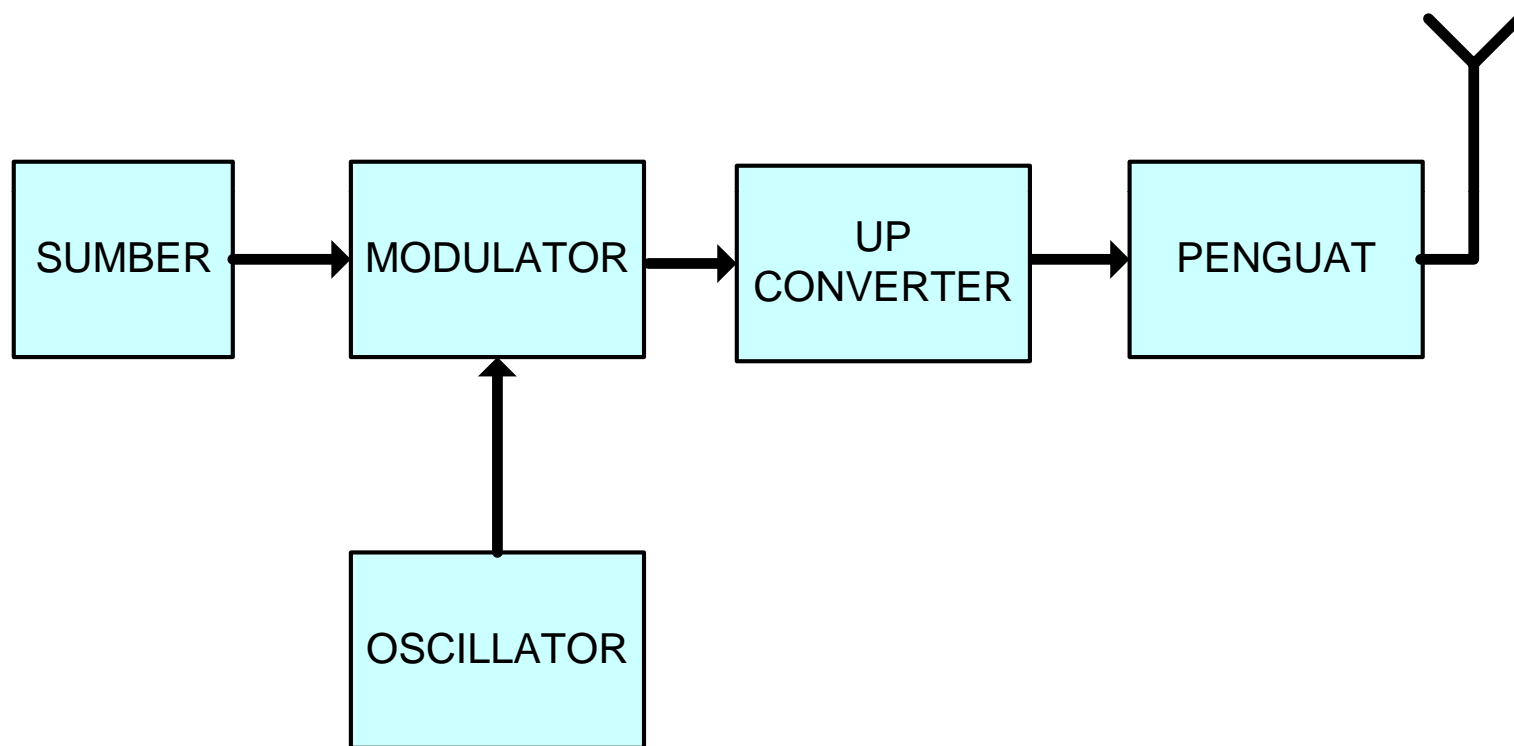 SUMBER
MODULATOR
UP
CONVERTER
PENGUAT
OSCILLATOR